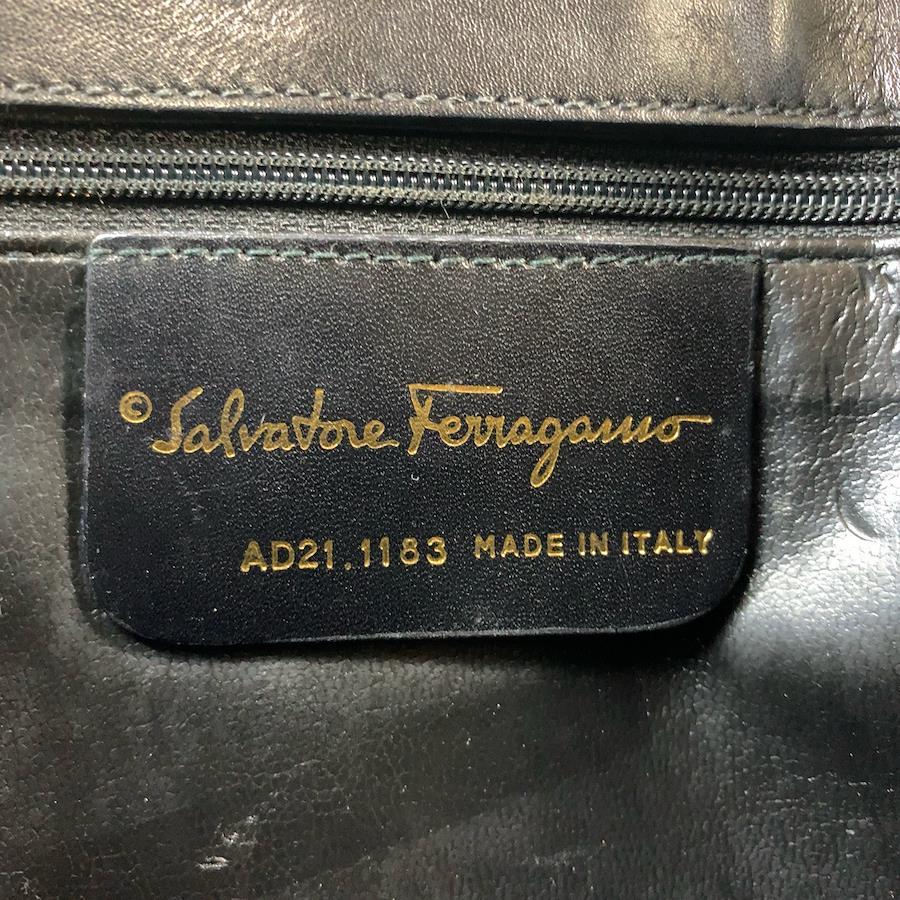 © Salvatore Ferragamo
AD21.1183 MADE IN ITALY